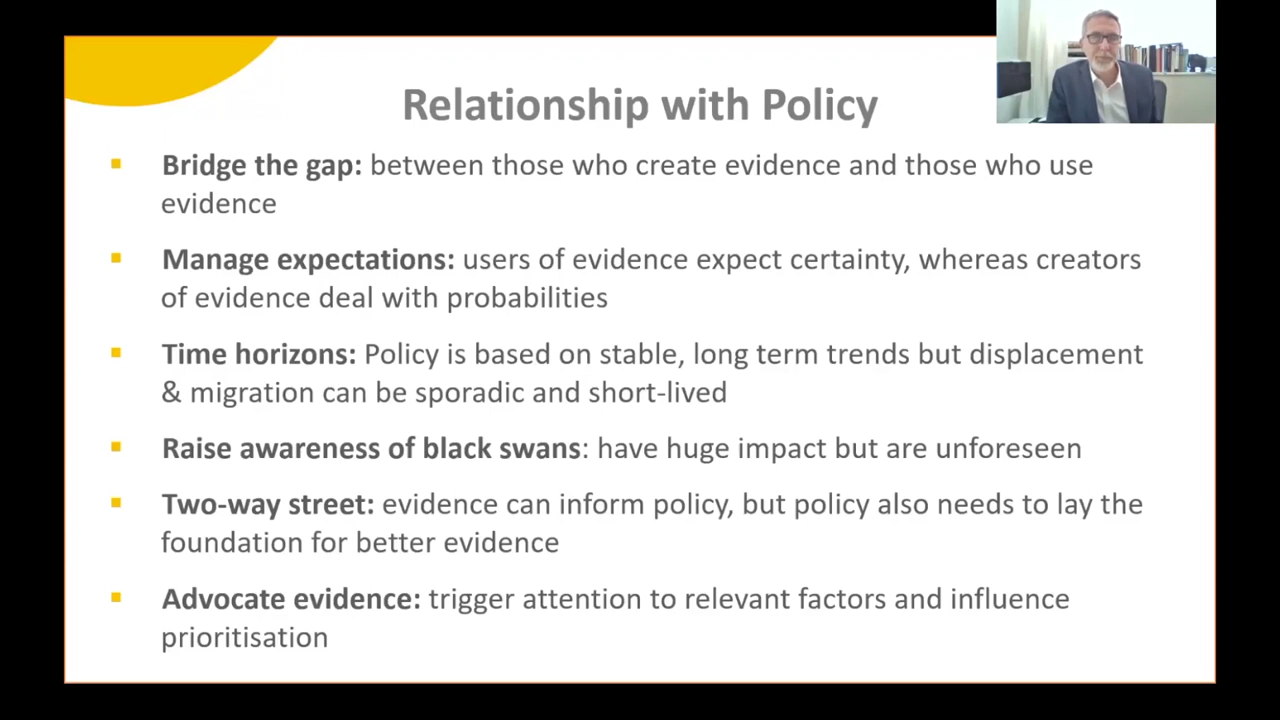 Relationship with Policy
▪ Bridge the gap: between those who create evidence and those who use
evidence
▪ Manage expectations: users of evidence expect certainty, whereas creators
of evidence deal with probabilities
▪ Time horizons: Policy is based on stable, long term trends but displacement
& migration can be sporadic and short-lived
▪ Raise awareness of black swans: have huge impact but are unforeseen
▪ Two-way street: evidence can inform policy, but policy also needs to lay the
foundation for better evidence
▪ Advocate evidence: trigger attention to relevant factors and influence
prioritisation